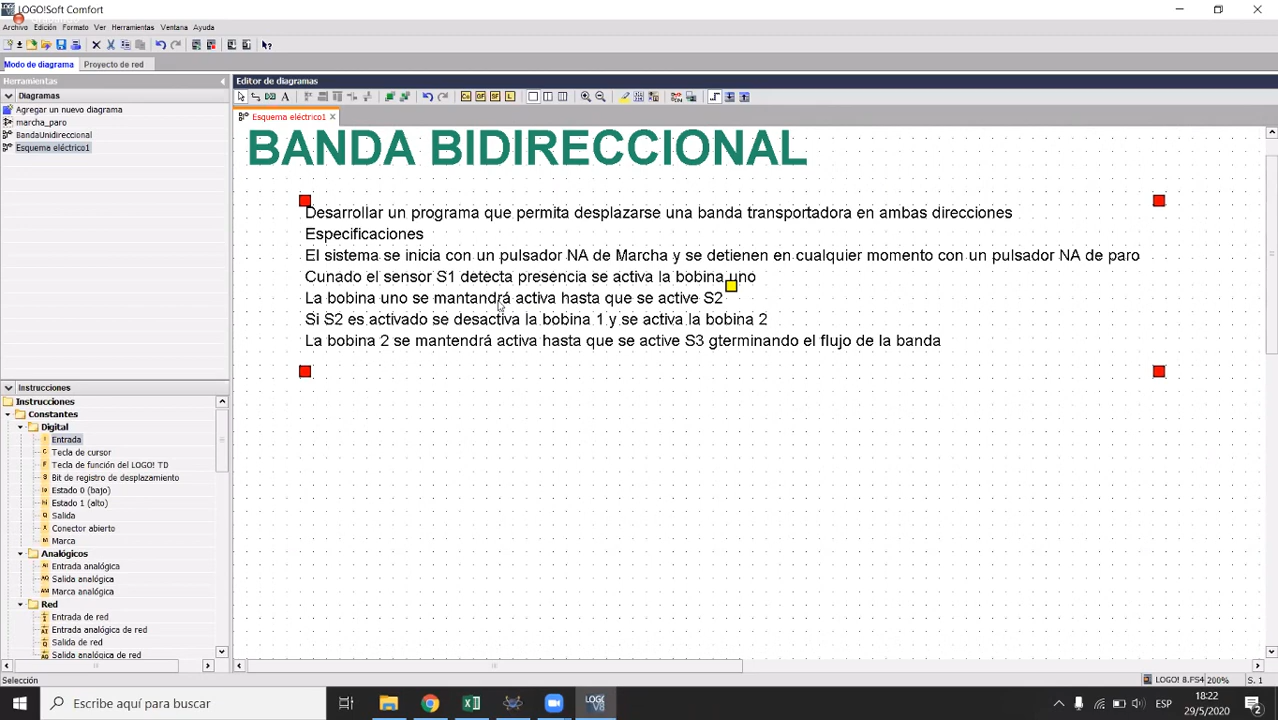 LOGO!Soft Comfort
Archivo Edición Formato Ver Herramientas Ventana Ayuda
Modo de diagrama Proyecto de red
Herramientas
Diagramas
Agregar un nuevo diagrama
marcha_paro
BandaUnidireccional
Esquema eléctrico1
Instrucciones
Instrucciones
Constantes
Digital
Entrada
Tecla de cursor
Tecla de función del LOGO! TD
Bit de registro de desplazamiento
Estado 0 (bajo)
Estado 1 (alto)
Salida
Conector abierto
Marca
Analógicos
Entrada analógica
Salida analógica
Marca analógica
Red
Entrada de red
Entrada analógica de red
Salida de red
Salida analógica de red
Editor de diagramas
Esquema eléctrico1
BANDA BIDIRECCIONAL
Desarrollar un programa que permita desplazarse una banda transportadora en ambas direcciones
Especificaciones
El sistema se inicia con un pulsador NA de Marcha y se detienen en cualquier momento con un pulsador NA de paro
Cunado el sensor S1 detecta presencia se activa la bobina uno
La bobina uno se mantandrá activa hasta que se active S2
Si S2 es activado se desactiva la bobina 1 y se activa la bobina 2
La bobina 2 se mantendrá activa hasta que se active S3 gterminando el flujo de la banda
Selección
LOGO! 8.FS4 200% S. 1
Escribe aquí para buscar
ESP
18:22
29/5/2020
2